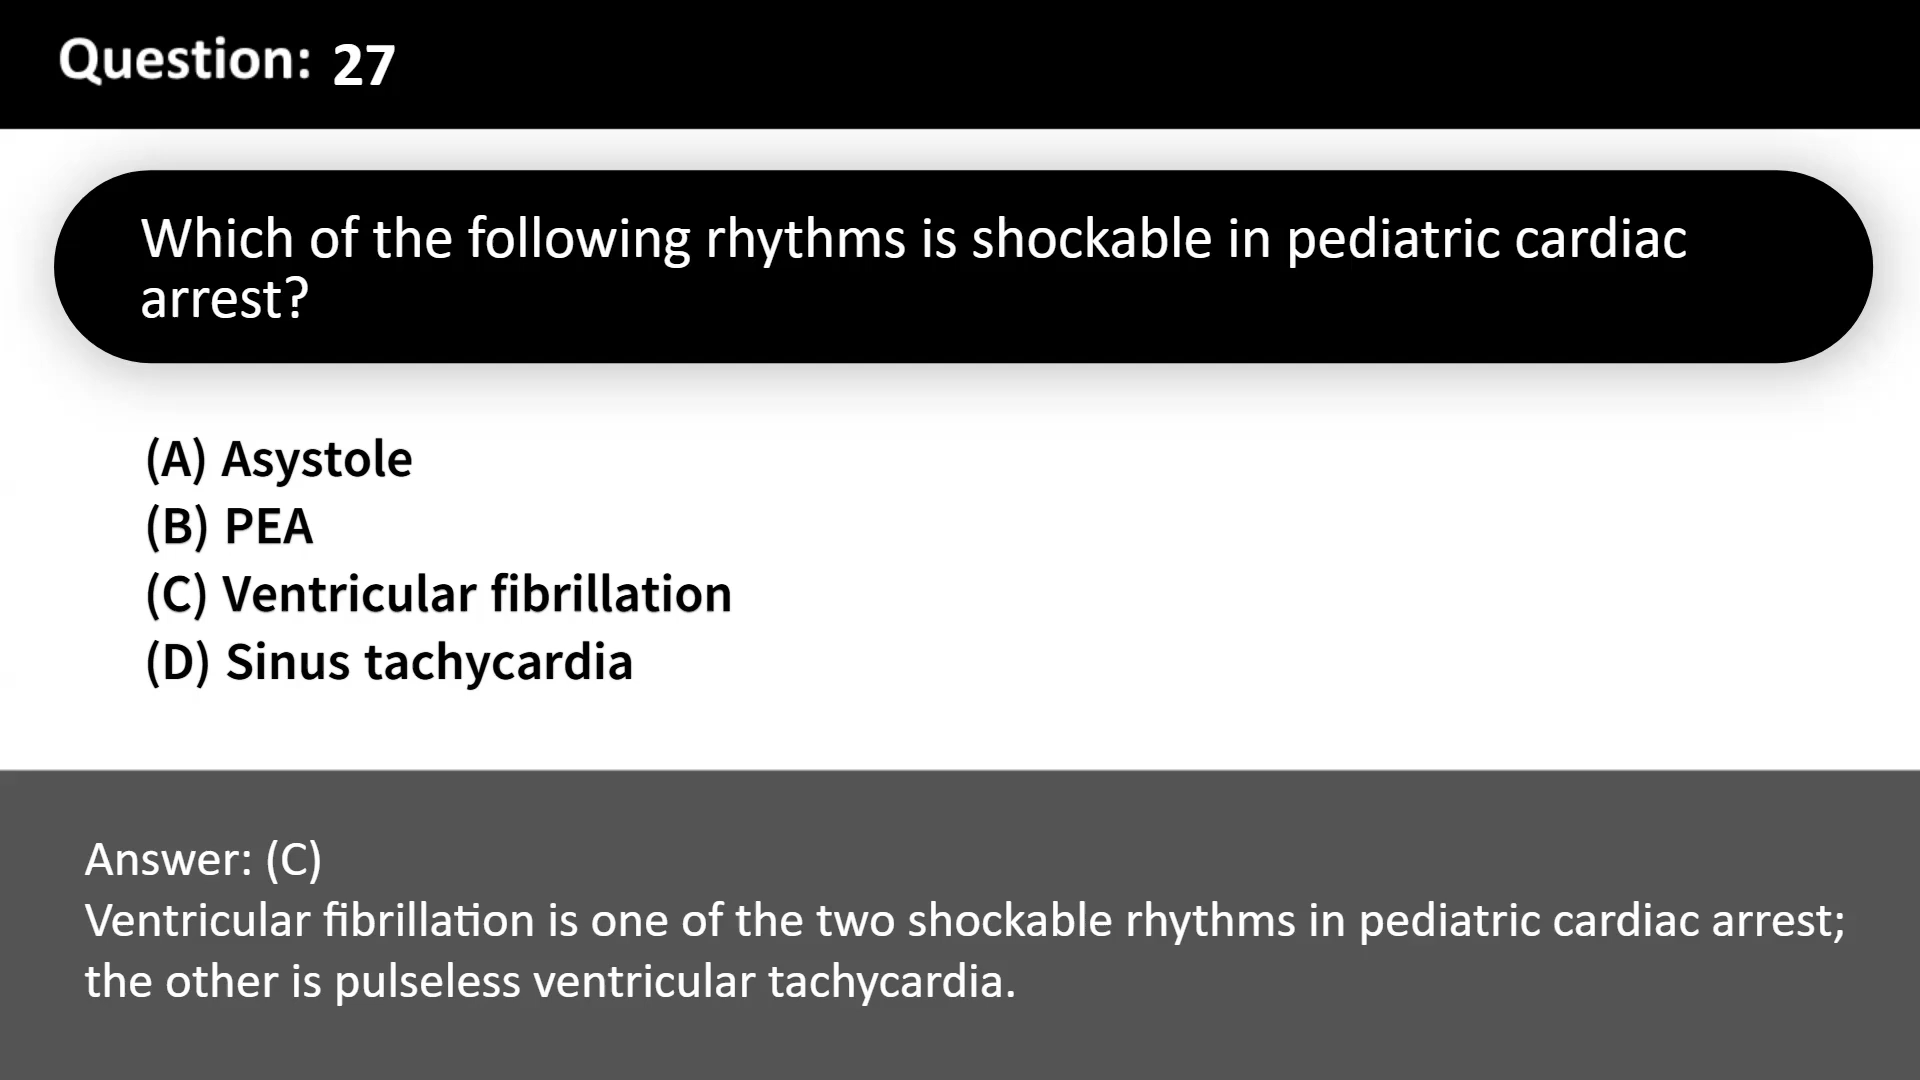 Question: 27
Which of the following rhythms is shockable in pediatric cardiac
arrest?
(A) Asystole
(B) PEA
(C) Ventricular fibrillation
(D) Sinus tachycardia
Answer: (C)
Ventricular fibrillation is one of the two shockable rhythms in pediatric cardiac arrest;
the other is pulseless ventricular tachycardia.